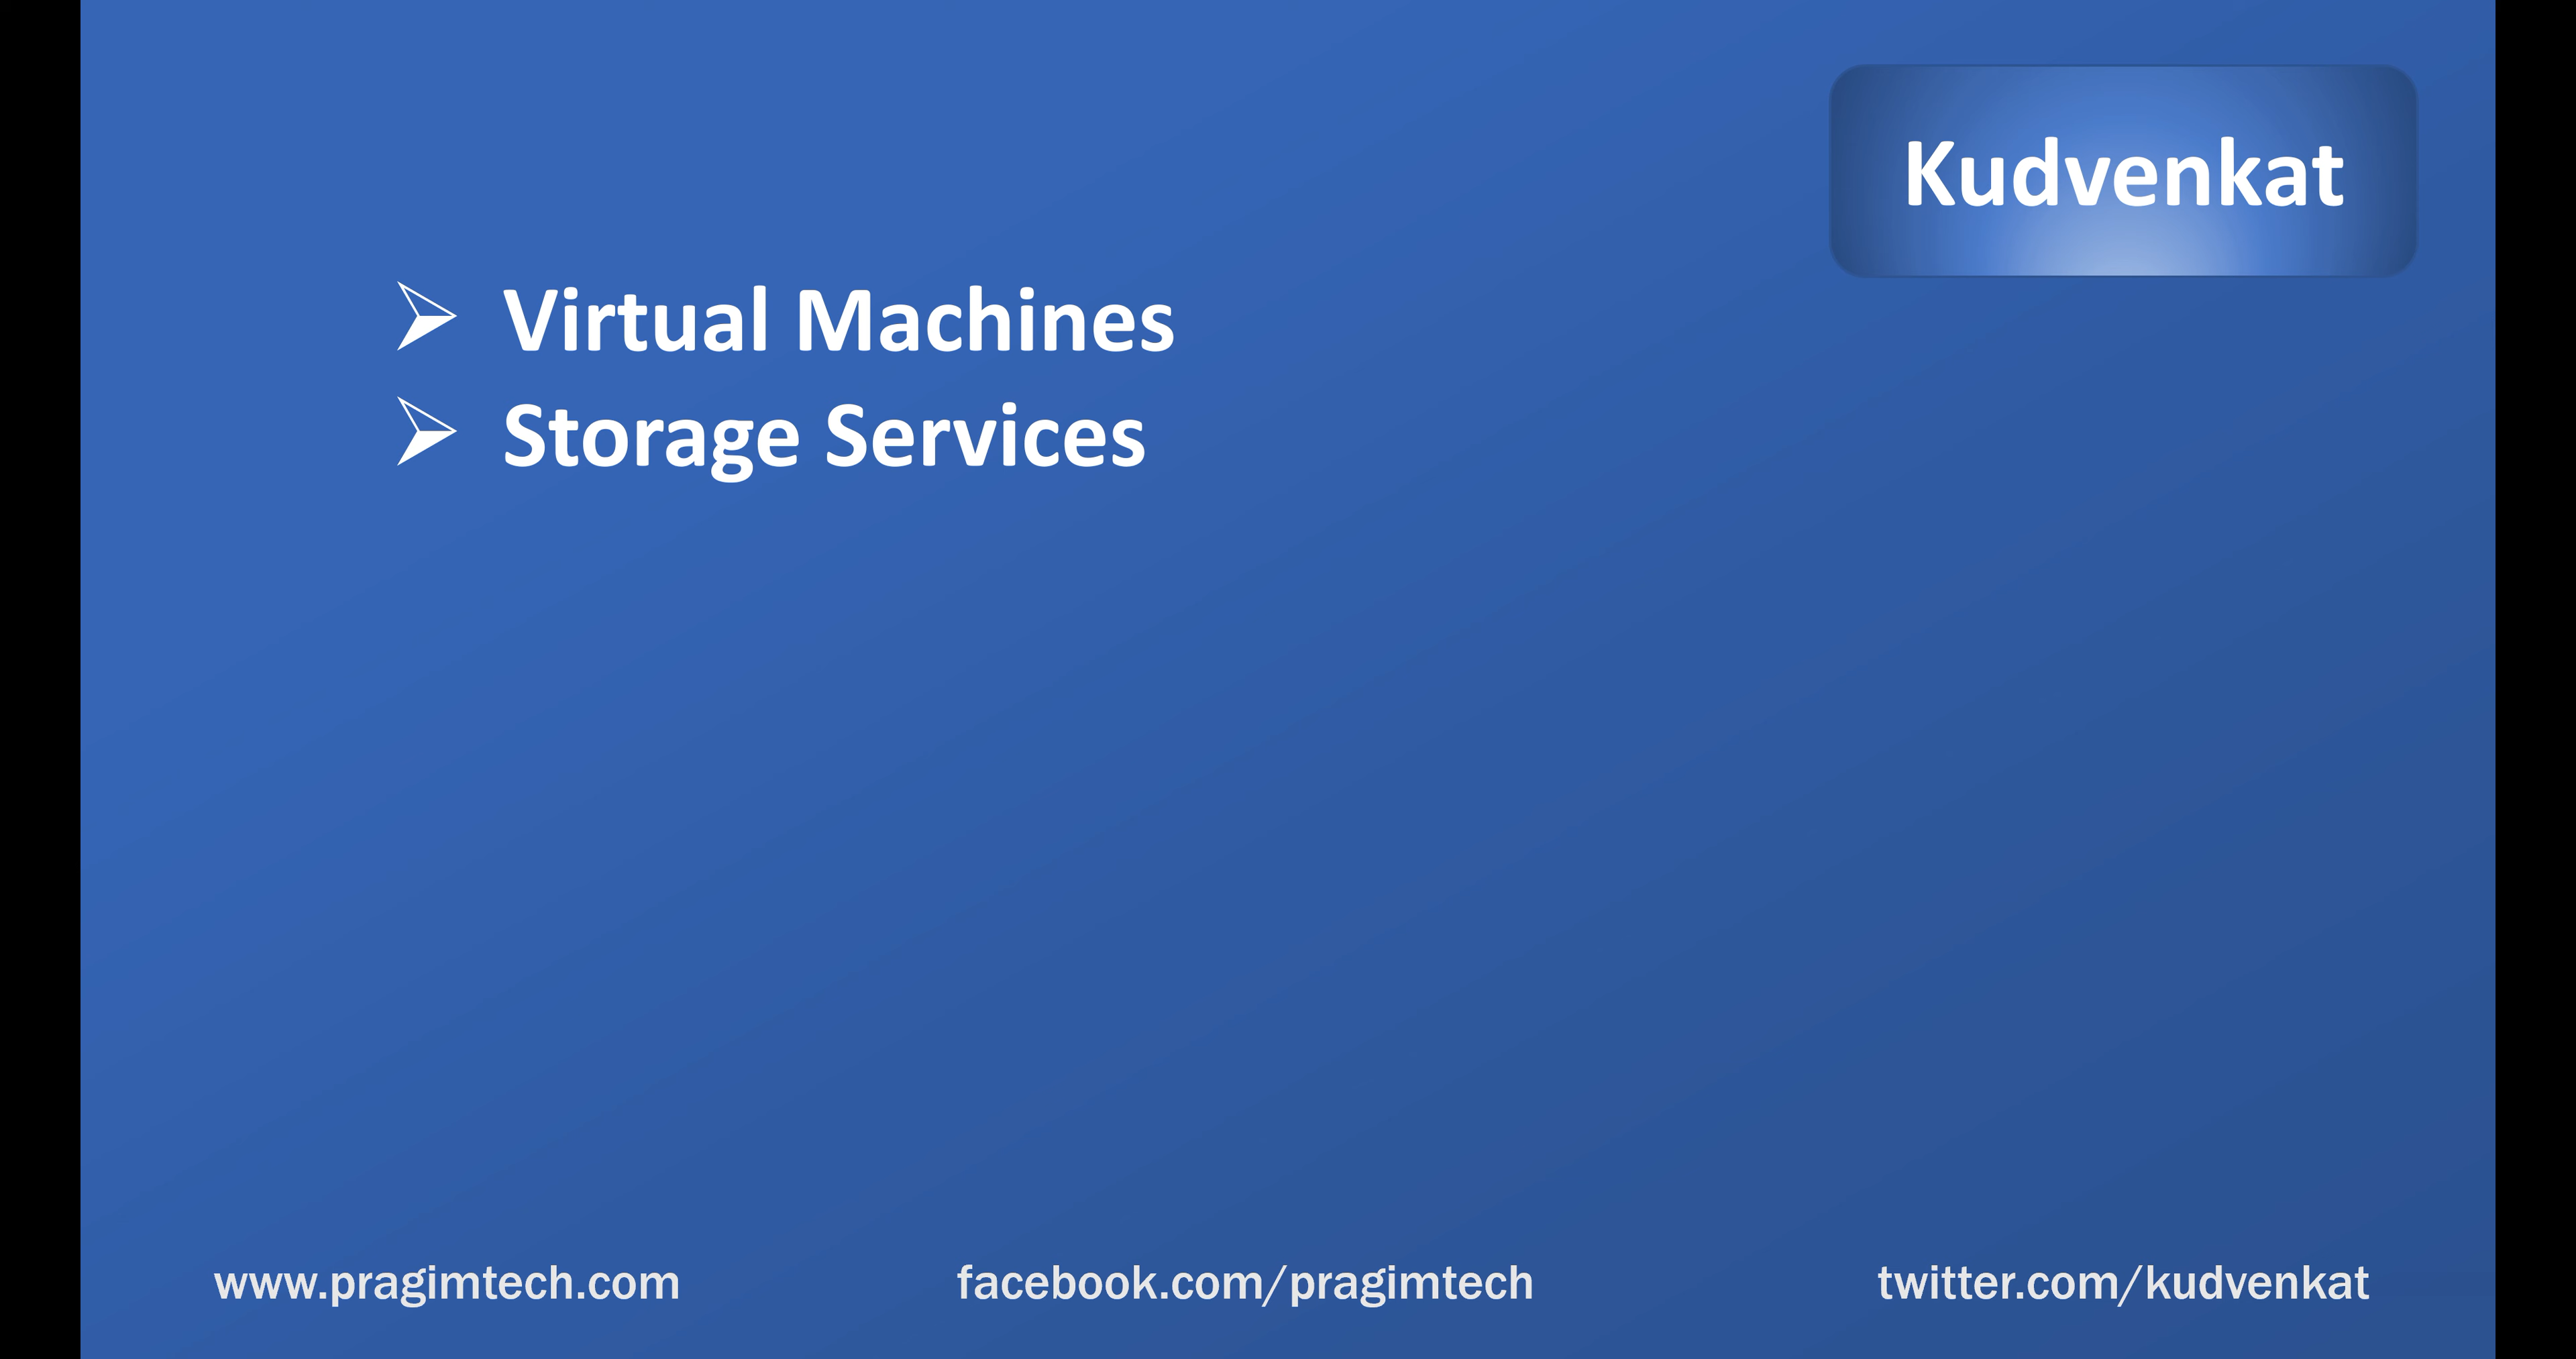 Kudvenkat
Virtual Machines
Storage Services
www.pragimtech.com
facebook.com/pragimtech
twitter.com/kudvenkat